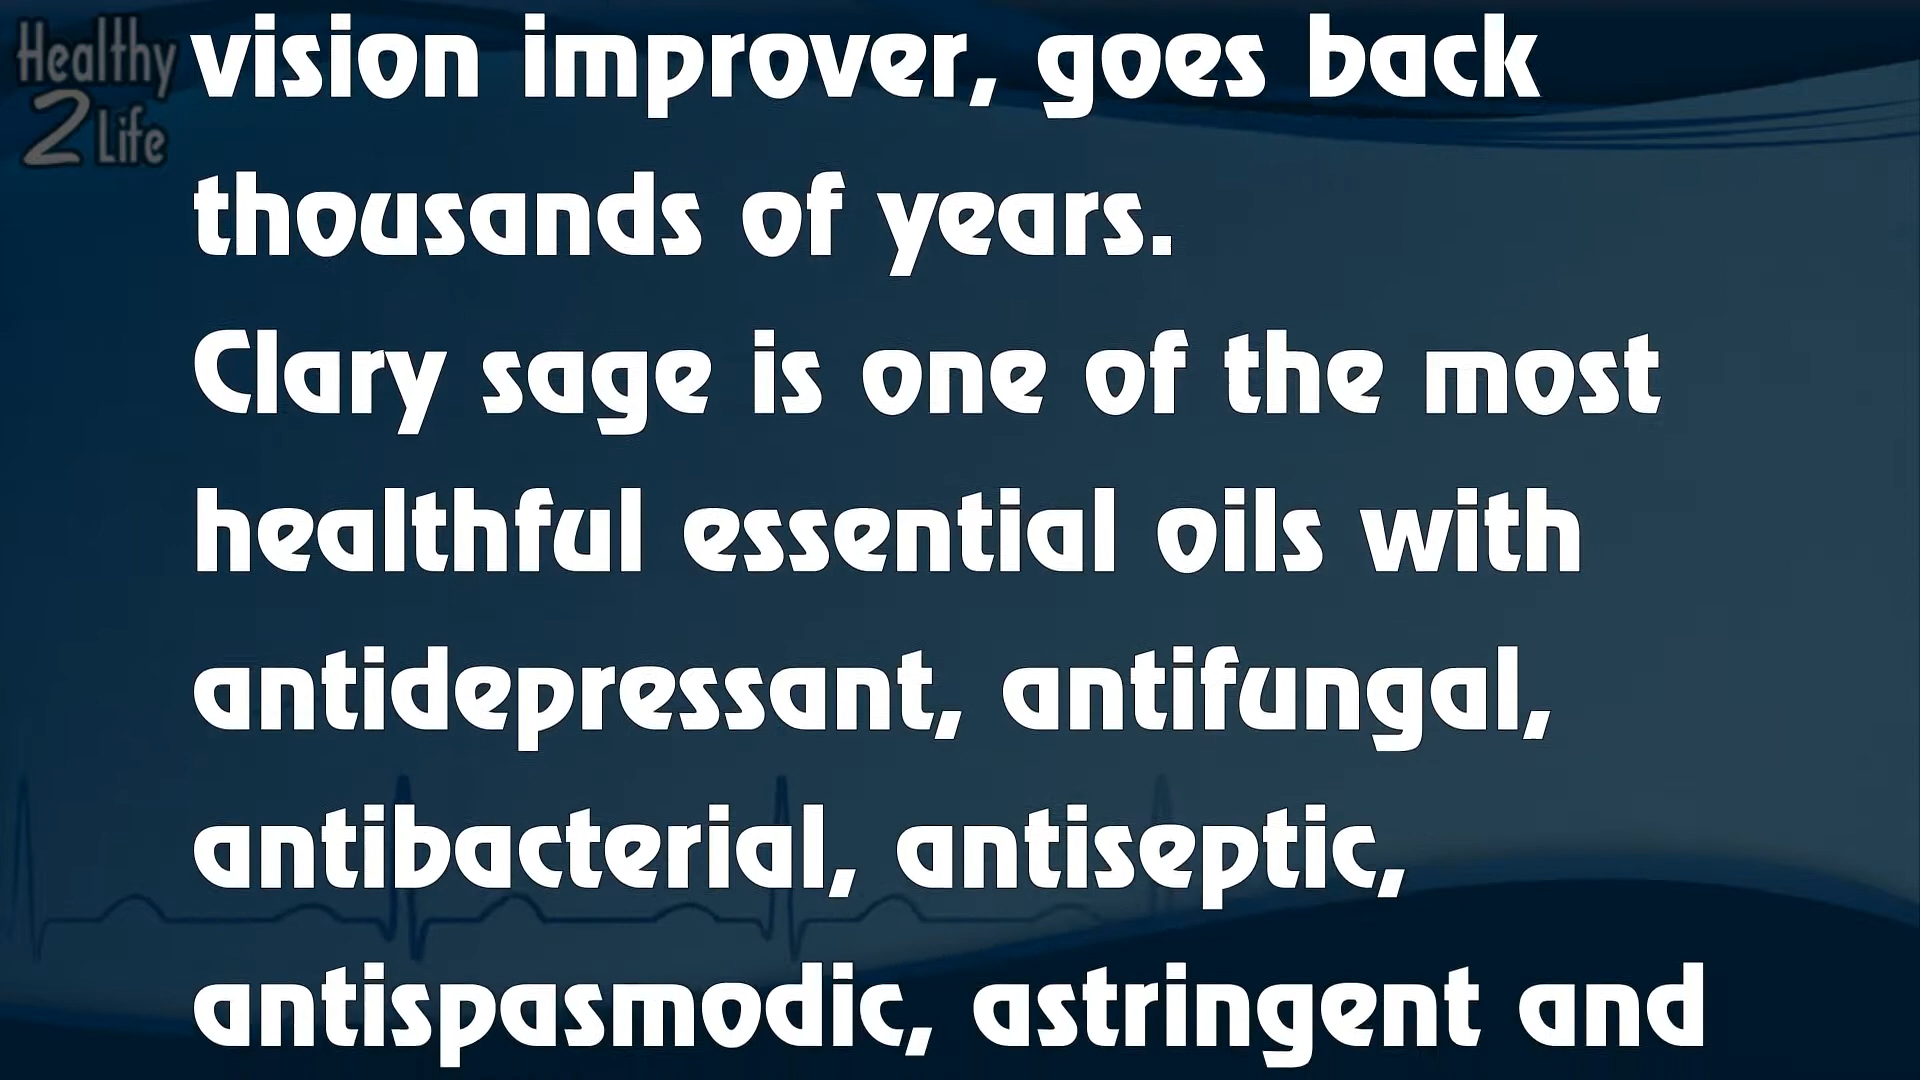 Healthy
2 Life
vision improver, goes back
thousands of years.
Clary sage is one of the most
healthful essential oils with
antidepressant, antifungal,
antibacterial, antiseptic,
antispasmodic, astringent and